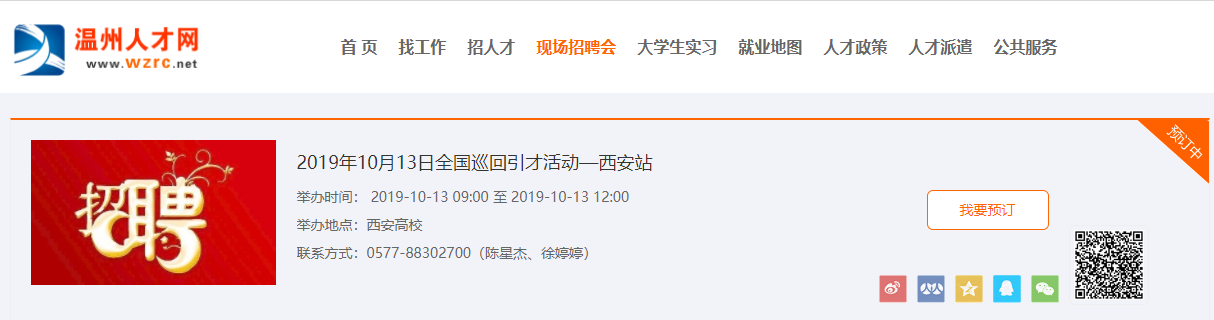 温州人才网
www.wzrc.net
首 页 找工作 招人才 现场招聘会 大学生实习 就业地图 人才政策 人才派遣 公共服务
预订中
招聘
2019年10月13日全国巡回引才活动—西安站
举办时间： 2019-10-13 09:00 至 2019-10-13 12:00
举办地点：西安高校
联系方式：0577-88302700（陈星杰、徐婷婷）
我要预订